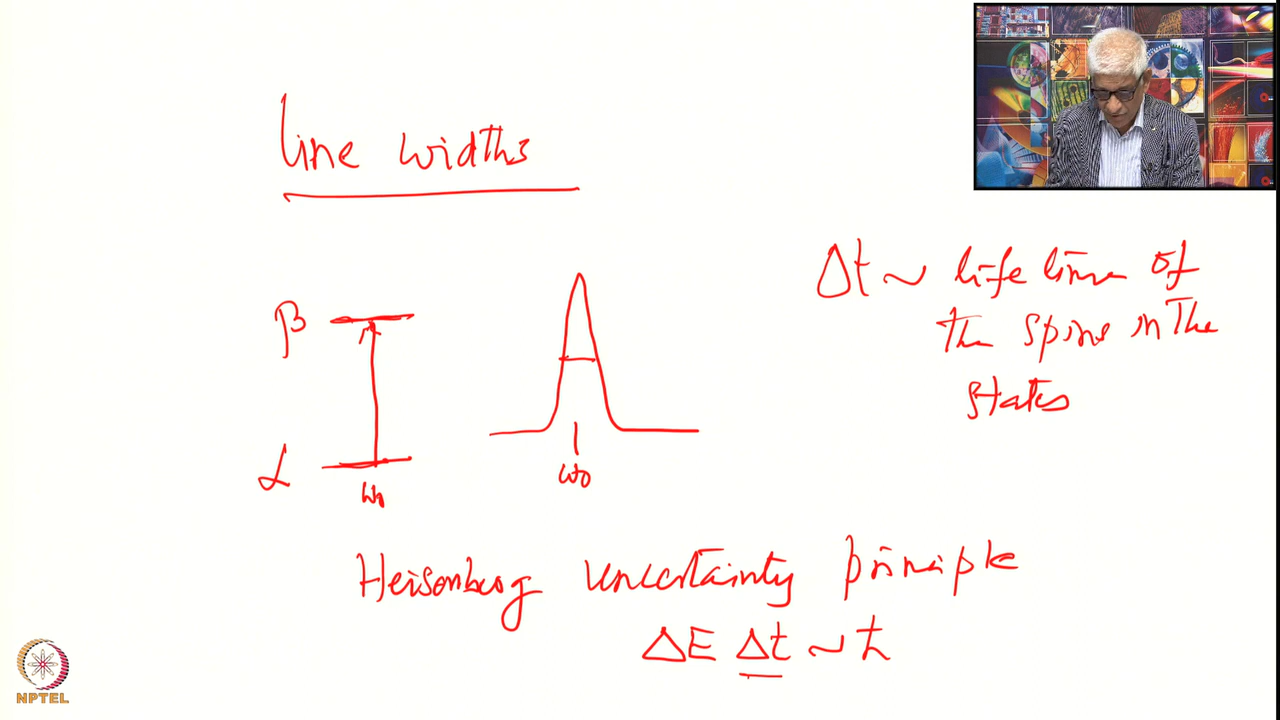 Line widths
Δt ~ life time of
the spins in the
states
β
α
ω₀
ω₀
Heisenberg uncertainty principle
ΔE Δt ~ ħ
NPTEL